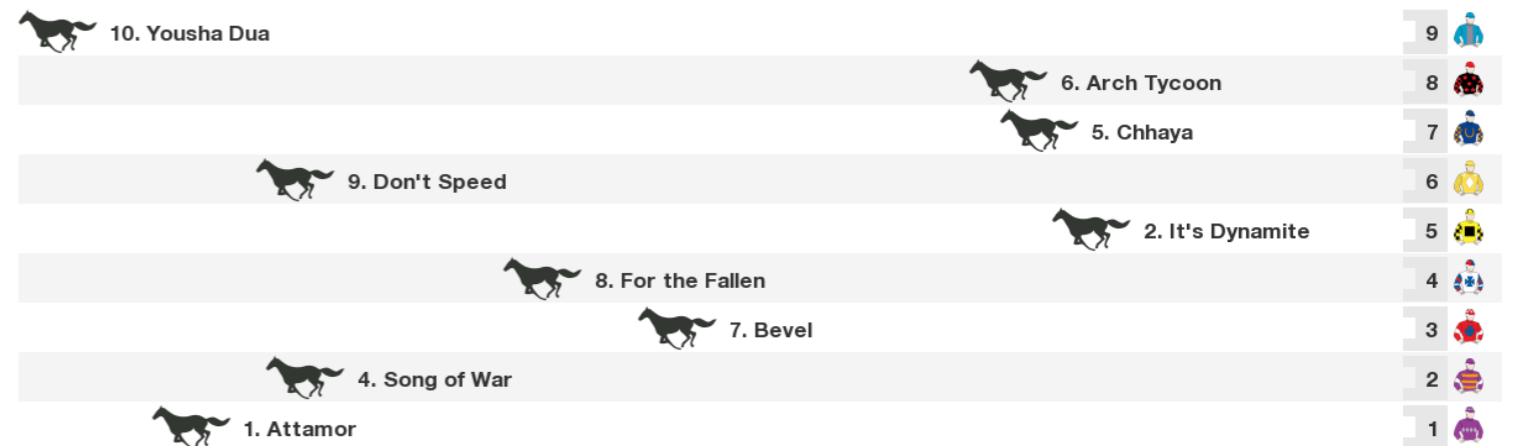 10. Yousha Dua 9
6. Arch Tycoon 8
5. Chhaya 7
9. Don't Speed 6
2. It's Dynamite 5
8. For the Fallen 4
7. Bevel 3
4. Song of War 2
1. Attamor 1